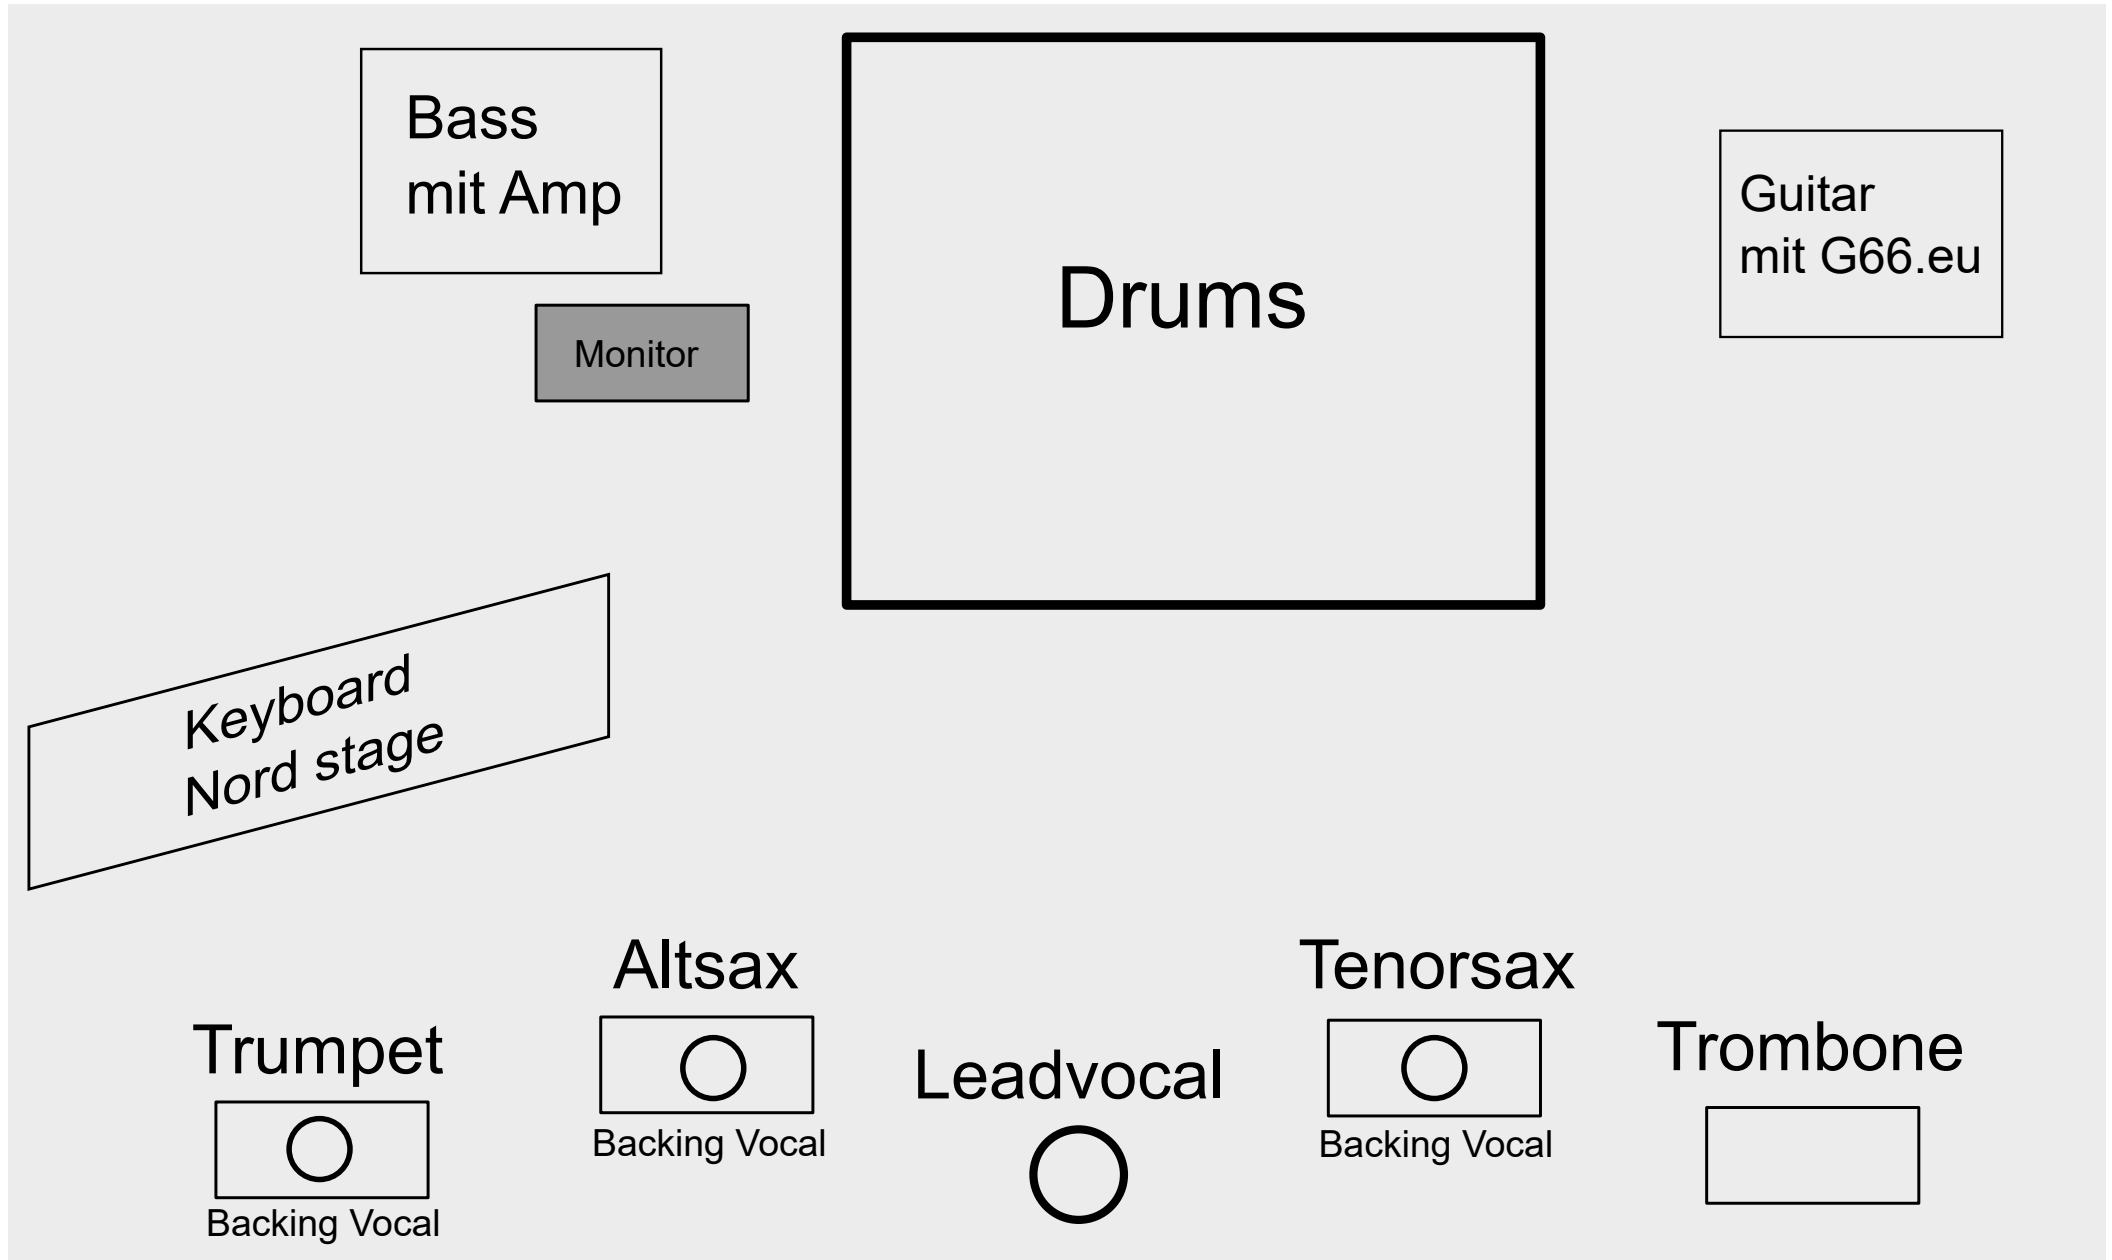 Bass
mit Amp
Drums
Guitar
mit G66.eu
Monitor
Keyboard
Nord stage
Altsax
Tenorsax
Trumpet
Leadvocal
Trombone
Backing Vocal
Backing Vocal
Backing Vocal